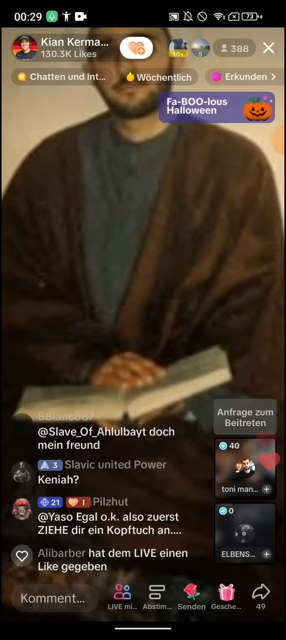 00:29
73
Kian Kerma...
130.3K Likes
388
Chatten und Int...
Wöchentlich
Erkunden >
Fa-BOO-lous
Halloween
@Slave_Of_Ahlulbayt doch
mein freund
3 Slavic united Power
Keniah?
21 1 Pilzhut
@Yaso Egal o.k. also zuerst
ZIEHE dir ein Kopftuch an....
Alibarber hat dem LIVE einen
Like gegeben
Anfrage zum
Beitreten
40
toni man...
0
ELBENS...
Komment...
LIVE mi...
Abstim...
Senden
Gesche...
49